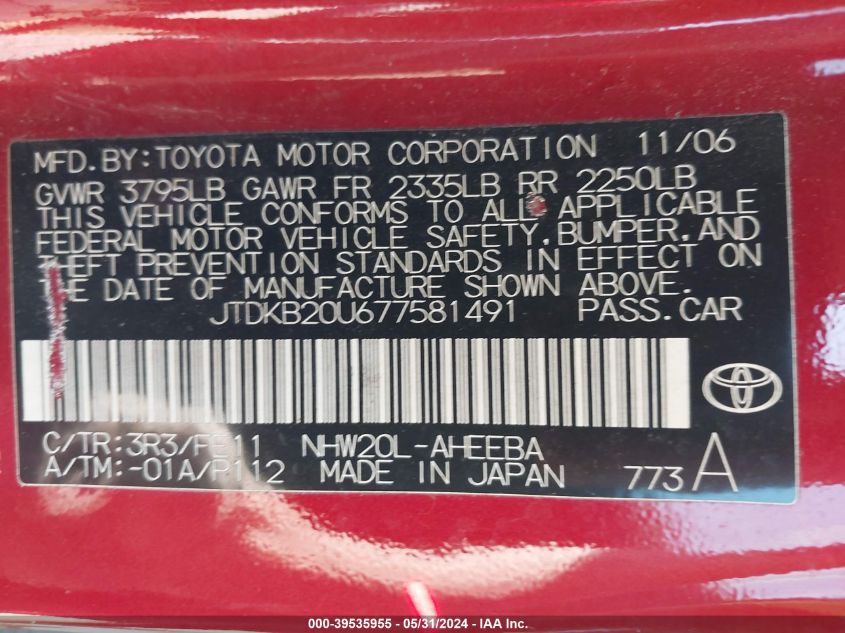 MFD.BY:TOYOTA MOTOR CORPORATION 11/06
GVWR 3795LB GAWR FR 2335LB RR 2250LB
THIS VEHICLE CONFORMS TO ALL APPLICABLE
FEDERAL MOTOR VEHICLE SAFETY,BUMPER,AND
THEFT PREVENTION STANDARDS IN EFFECT ON
THE DATE OF MANUFACTURE SHOWN ABOVE.
JTDKB20U677581491 PASS.CAR
C/TR:3R3/FE11 NHW20L-AHEEBA
A/TM:-01A/P112 MADE IN JAPAN 773 A
000-39535955 - 05/31/2024 - IAA Inc.